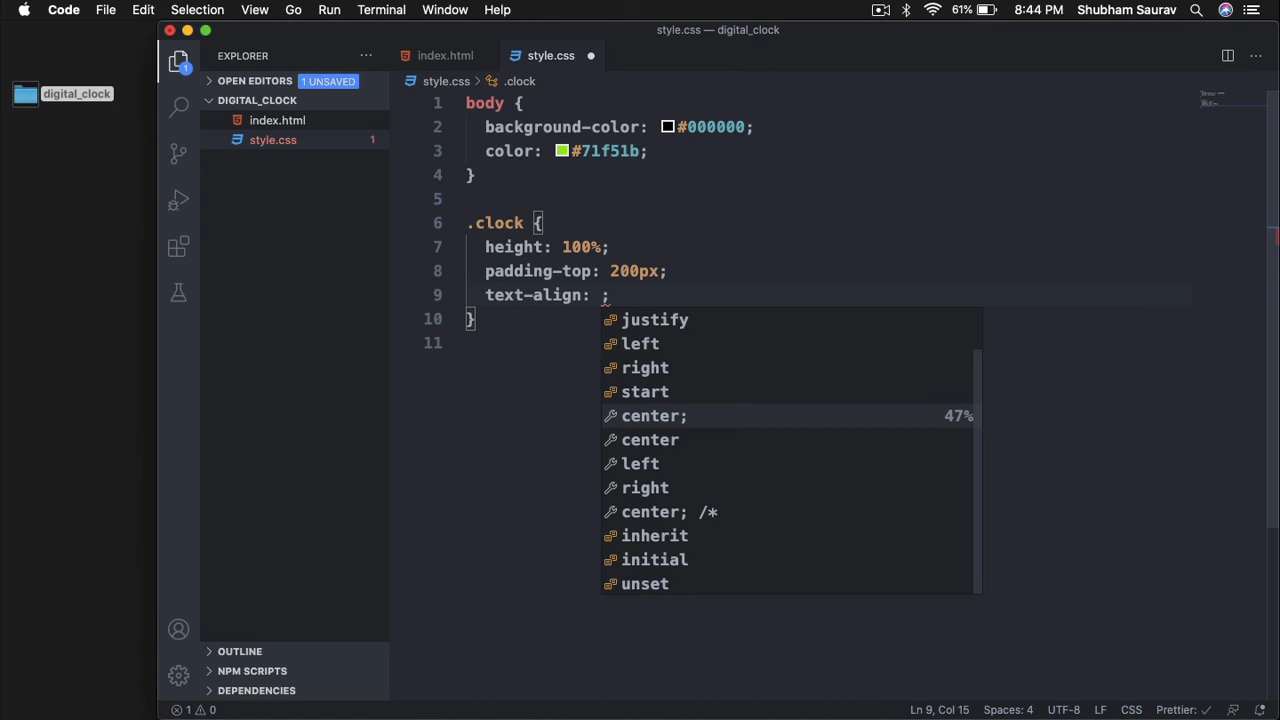 Code File Edit Selection View Go Run Terminal Window Help 61% 8:44 PM Shubham Saurav
style.css — digital_clock
digital_clock
EXPLORER
OPEN EDITORS 1 UNSAVED
DIGITAL_CLOCK
index.html
style.css 1
OUTLINE
NPM SCRIPTS
DEPENDENCIES
1
index.html style.css
style.css > .clock
1 body {
2 background-color: #000000;
3 color: #71f51b;
4 }
5
6 .clock {
7 height: 100%;
8 padding-top: 200px;
9 text-align: ;
10 }
11
justify
left
right
start
center; 47%
center
left
right
center; /*
inherit
initial
unset
1 0 Ln 9, Col 15 Spaces: 4 UTF-8 LF CSS Prettier: ✓